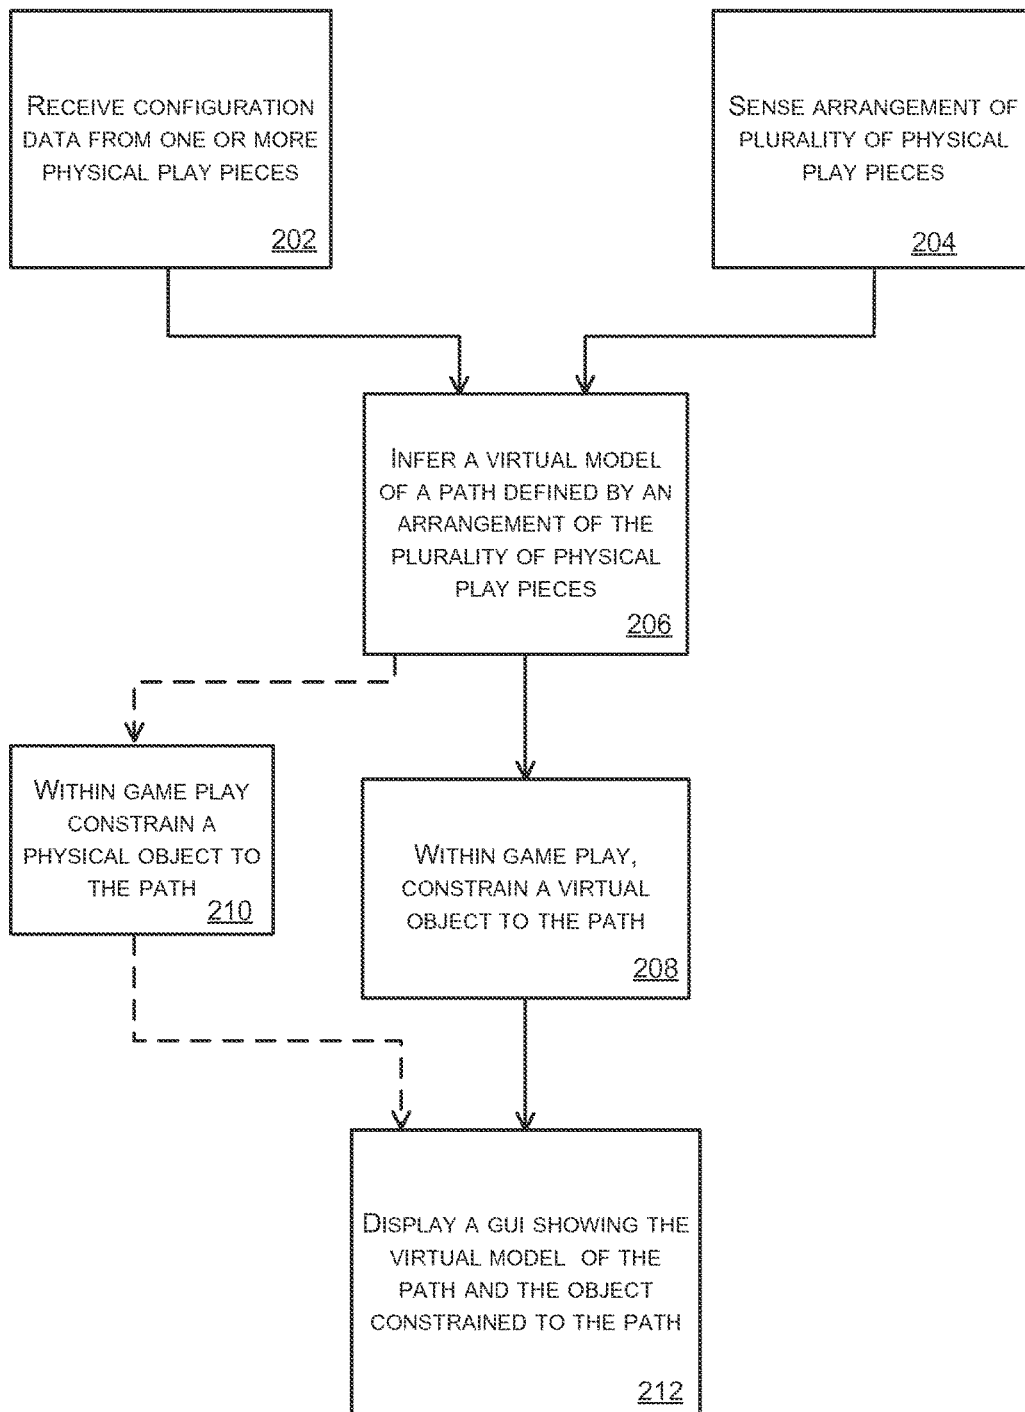 RECEIVE CONFIGURATION
DATA FROM ONE OR MORE
PHYSICAL PLAY PIECES
202
SENSE ARRANGEMENT OF
PLURALITY OF PHYSICAL
PLAY PIECES
204
INFER A VIRTUAL MODEL
OF A PATH DEFINED BY AN
ARRANGEMENT OF THE
PLURALITY OF PHYSICAL
PLAY PIECES
206
WITHIN GAME PLAY
CONSTRAIN A
PHYSICAL OBJECT TO
THE PATH
210
WITHIN GAME PLAY,
CONSTRAIN A VIRTUAL
OBJECT TO THE PATH
208
DISPLAY A GUI SHOWING THE
VIRTUAL MODEL OF THE
PATH AND THE OBJECT
CONSTRAINED TO THE PATH
212